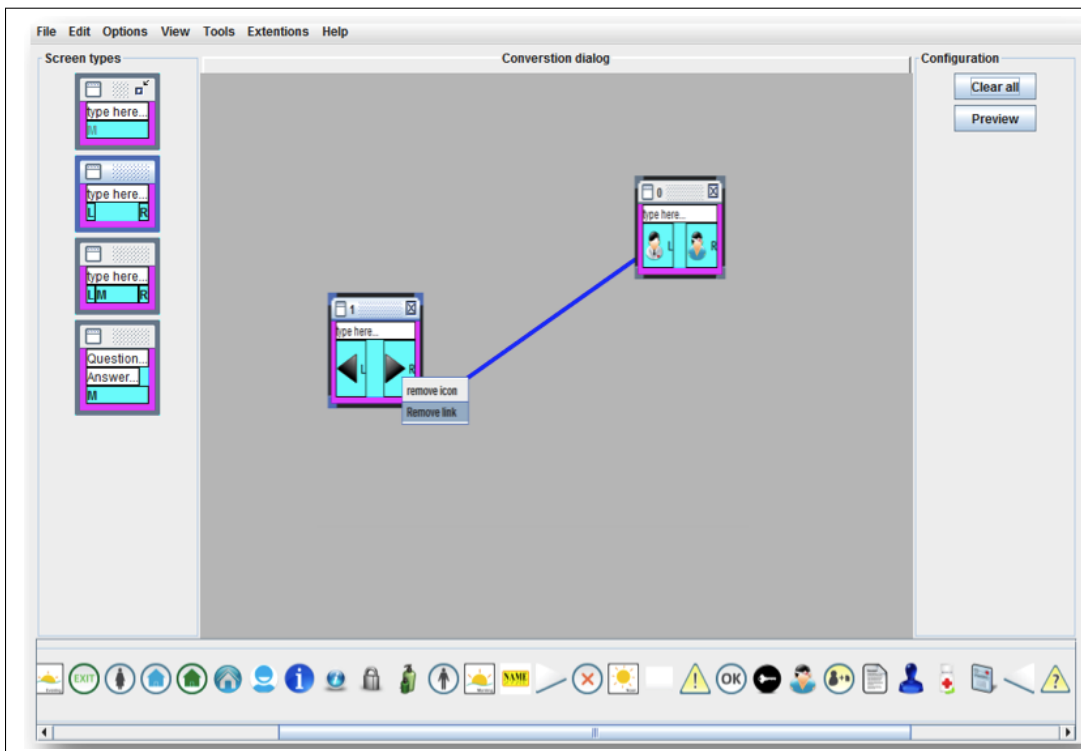 File Edit Options View Tools Extentions Help
Screen types
Converstion dialog
Configuration
type here...
M
type here...
L R
type here...
L M R
Question...
Answer...
M
0
type here...
L R
1
type here...
L R
remove icon
Remove link
Clear all
Preview
EXIT
NAME
OK